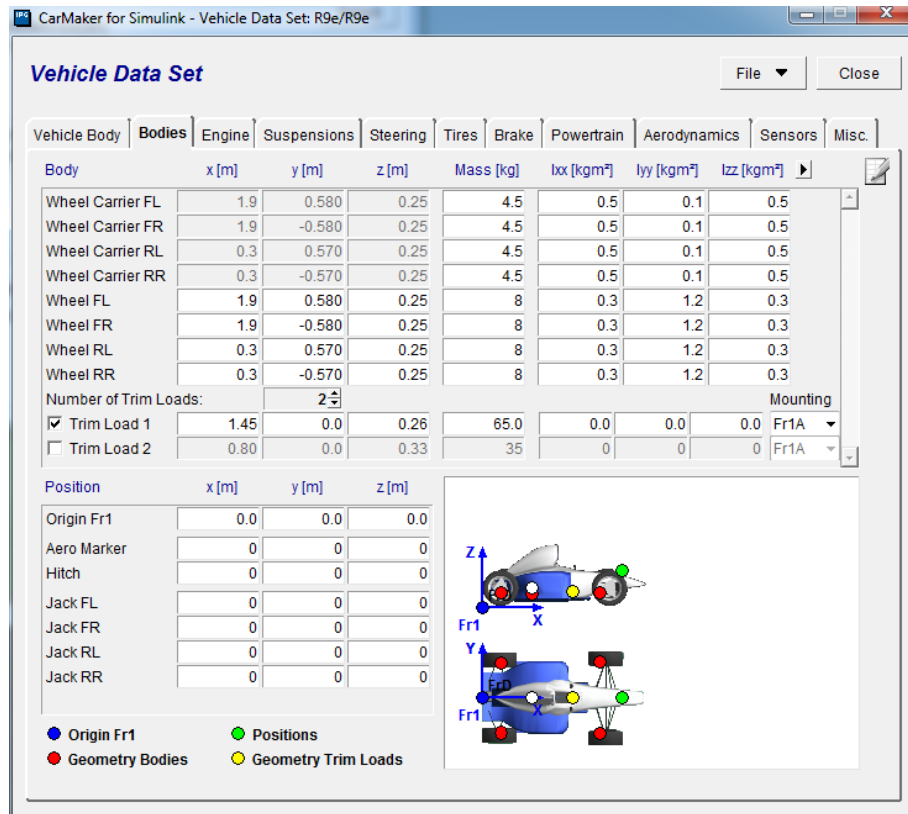 IPG CarMaker for Simulink - Vehicle Data Set: R9e/R9e
Vehicle Data Set
File Close
Vehicle Body Bodies Engine Suspensions Steering Tires Brake Powertrain Aerodynamics Sensors Misc.
Body x [m] y [m] z [m] Mass [kg] Ixx [kgm²] Iyy [kgm²] Izz [kgm²]
Wheel Carrier FL 1.9 0.580 0.25 4.5 0.5 0.1 0.5
Wheel Carrier FR 1.9 -0.580 0.25 4.5 0.5 0.1 0.5
Wheel Carrier RL 0.3 0.570 0.25 4.5 0.5 0.1 0.5
Wheel Carrier RR 0.3 -0.570 0.25 4.5 0.5 0.1 0.5
Wheel FL 1.9 0.580 0.25 8 0.3 1.2 0.3
Wheel FR 1.9 -0.580 0.25 8 0.3 1.2 0.3
Wheel RL 0.3 0.570 0.25 8 0.3 1.2 0.3
Wheel RR 0.3 -0.570 0.25 8 0.3 1.2 0.3
Number of Trim Loads: 2 Mounting
Trim Load 1 1.45 0.0 0.26 65.0 0.0 0.0 0.0 Fr1A
Trim Load 2 0.80 0.0 0.33 35 0 0 0 Fr1A
Position x [m] y [m] z [m]
Origin Fr1 0.0 0.0 0.0
Aero Marker 0 0 0
Hitch 0 0 0
Jack FL 0 0 0
Jack FR 0 0 0
Jack RL 0 0 0
Jack RR 0 0 0
Origin Fr1 Positions
Geometry Bodies Geometry Trim Loads
Z
Fr1 X
Y
FrD
X
Fr1